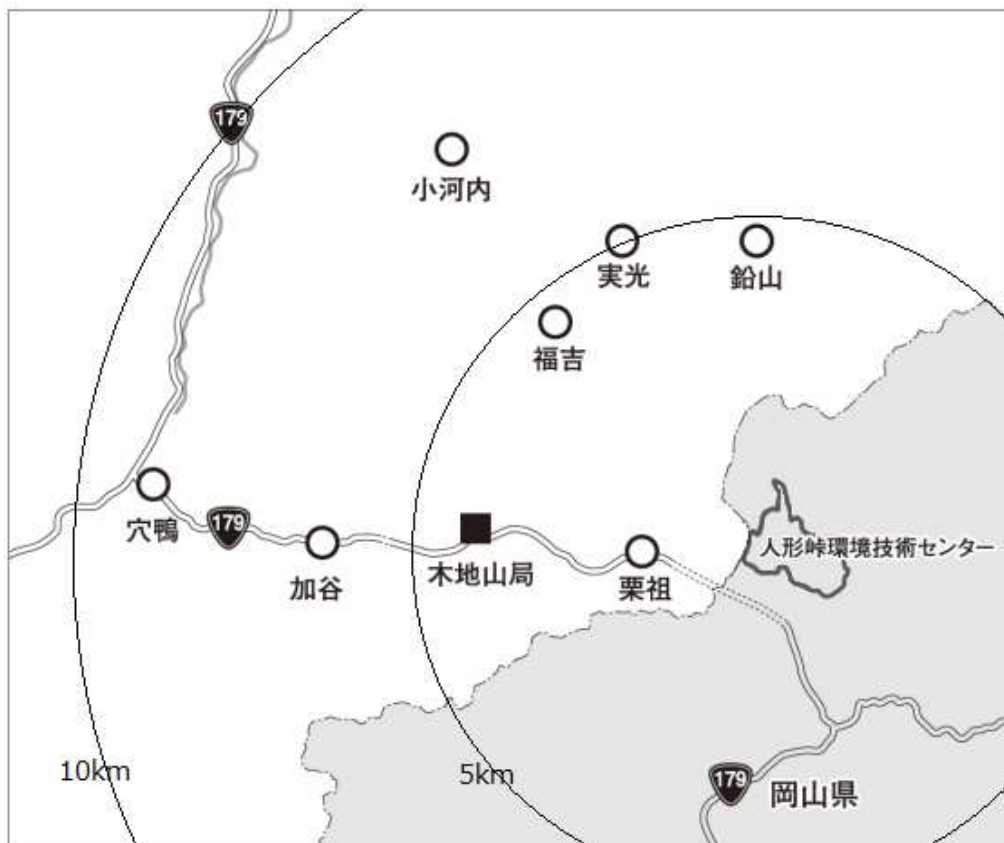 179
小河内
実光
鉛山
福吉
穴鴨
179
加谷
木地山局
栗祖
人形峠環境技術センター
10km
5km
179
岡山県